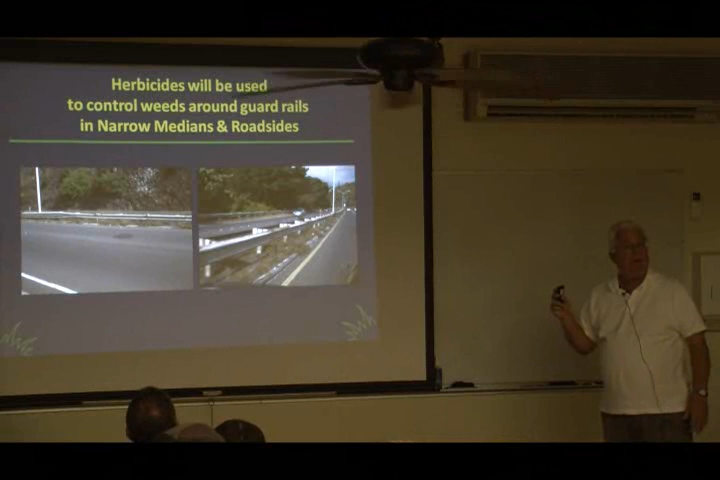 Herbicides will be used
to control weeds around guard rails
in Narrow Medians & Roadsides